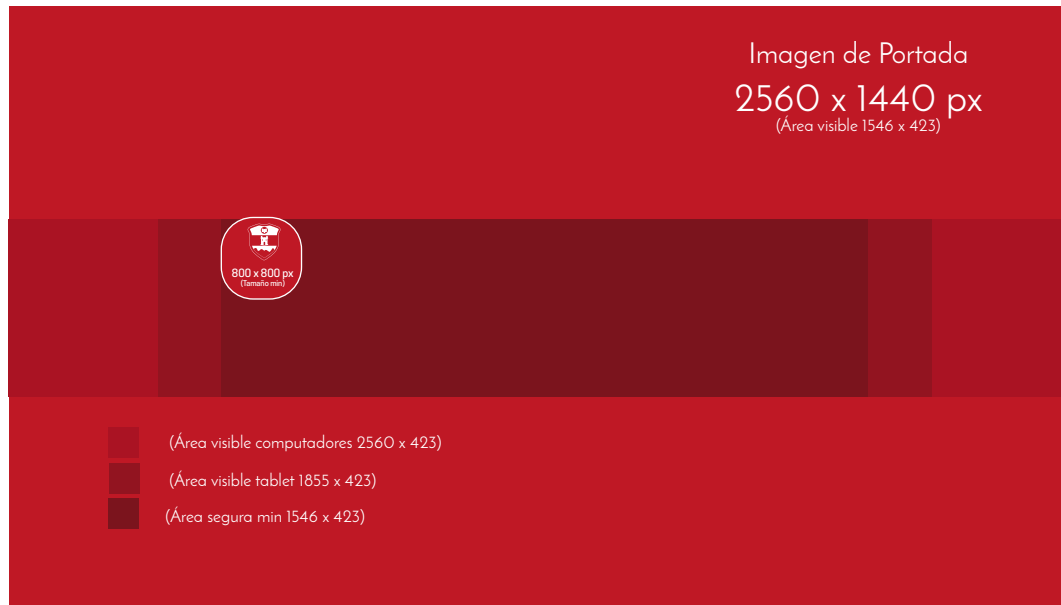 Imagen de Portada
2560 x 1440 px
(Área visible 1546 x 423)
800 x 800 px
(Tamaño min)
(Área visible computadores 2560 x 423)
(Área visible tablet 1855 x 423)
(Área segura min 1546 x 423)